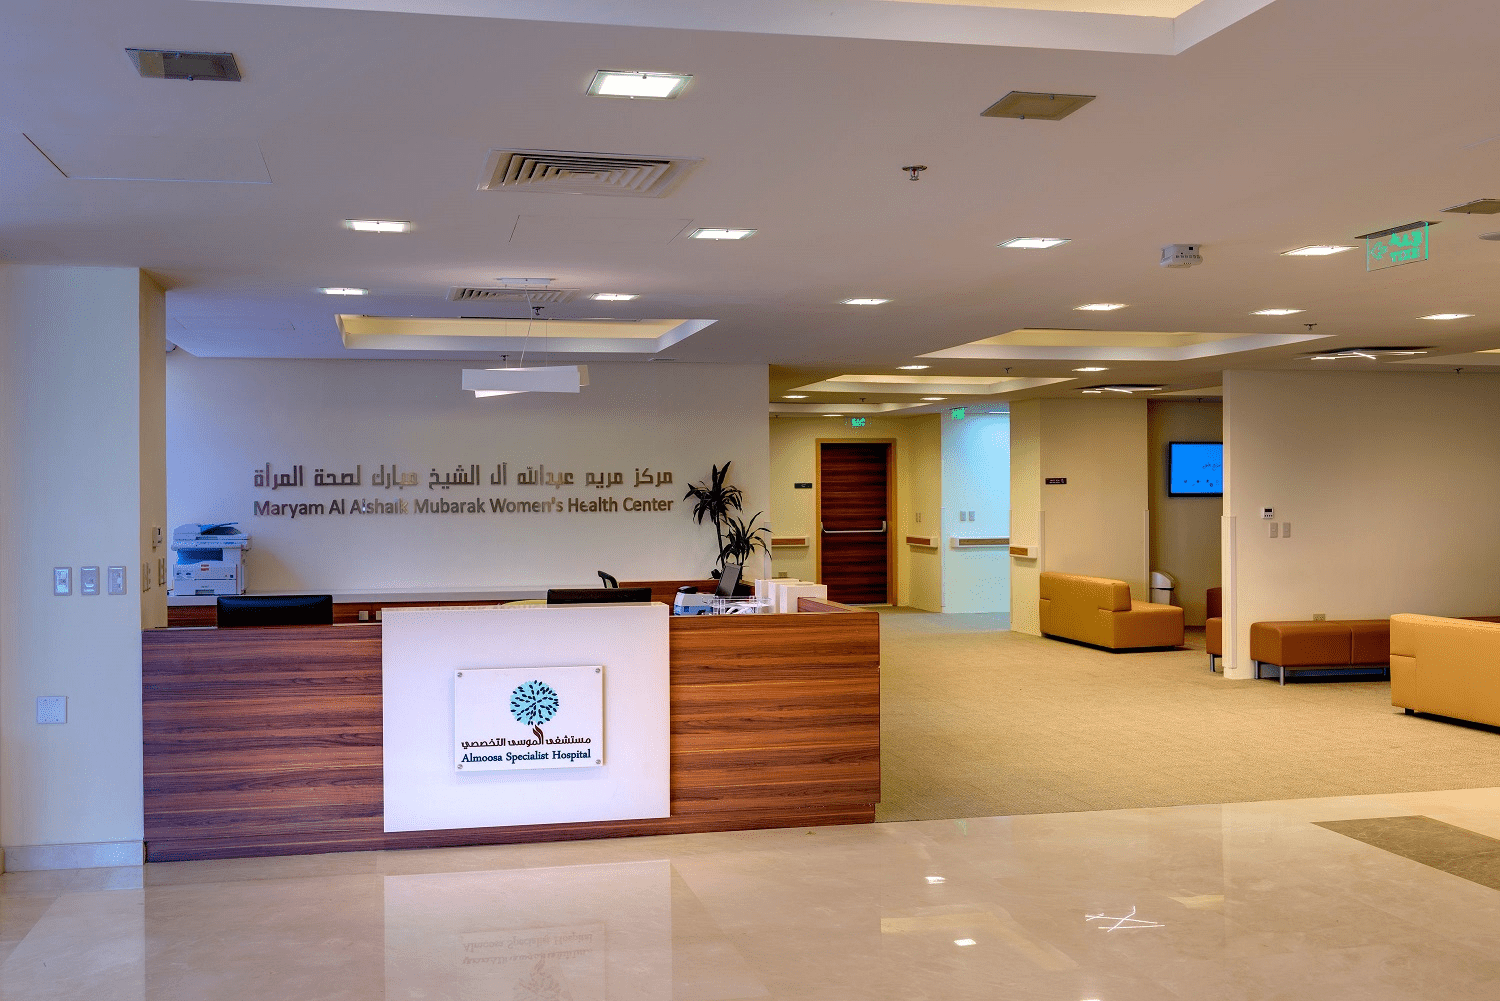 مركز مريم عبدالله آل الشيخ مبارك لصحة المرأة
Maryam Al A'shaik Mubarak Women's Health Center
مستشفى الموسى التخصصي
Almoosa Specialist Hospital